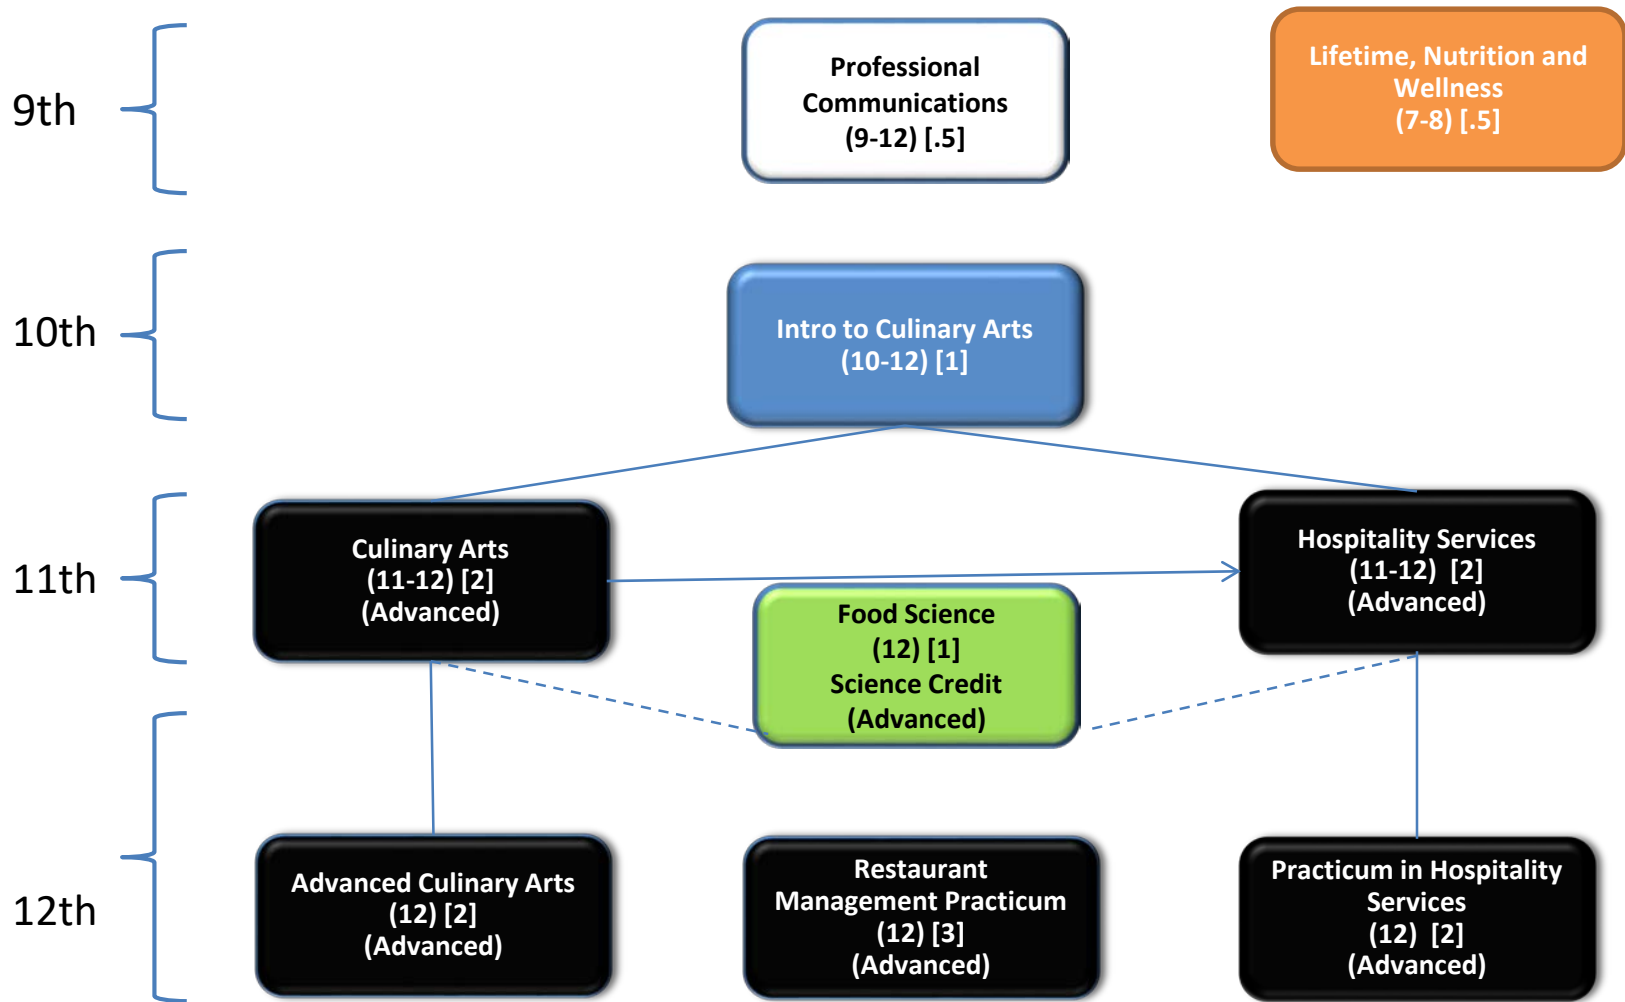 9th
Professional
Communications
(9-12) [.5]
Lifetime, Nutrition and
Wellness
(7-8) [.5]
10th
Intro to Culinary Arts
(10-12) [1]
11th
Culinary Arts
(11-12) [2]
(Advanced)
Food Science
(12) [1]
Science Credit
(Advanced)
Hospitality Services
(11-12)  [2]
(Advanced)
12th
Advanced Culinary Arts
(12) [2]
(Advanced)
Restaurant
Management Practicum
(12) [3]
(Advanced)
Practicum in Hospitality
Services
(12)  [2]
(Advanced)